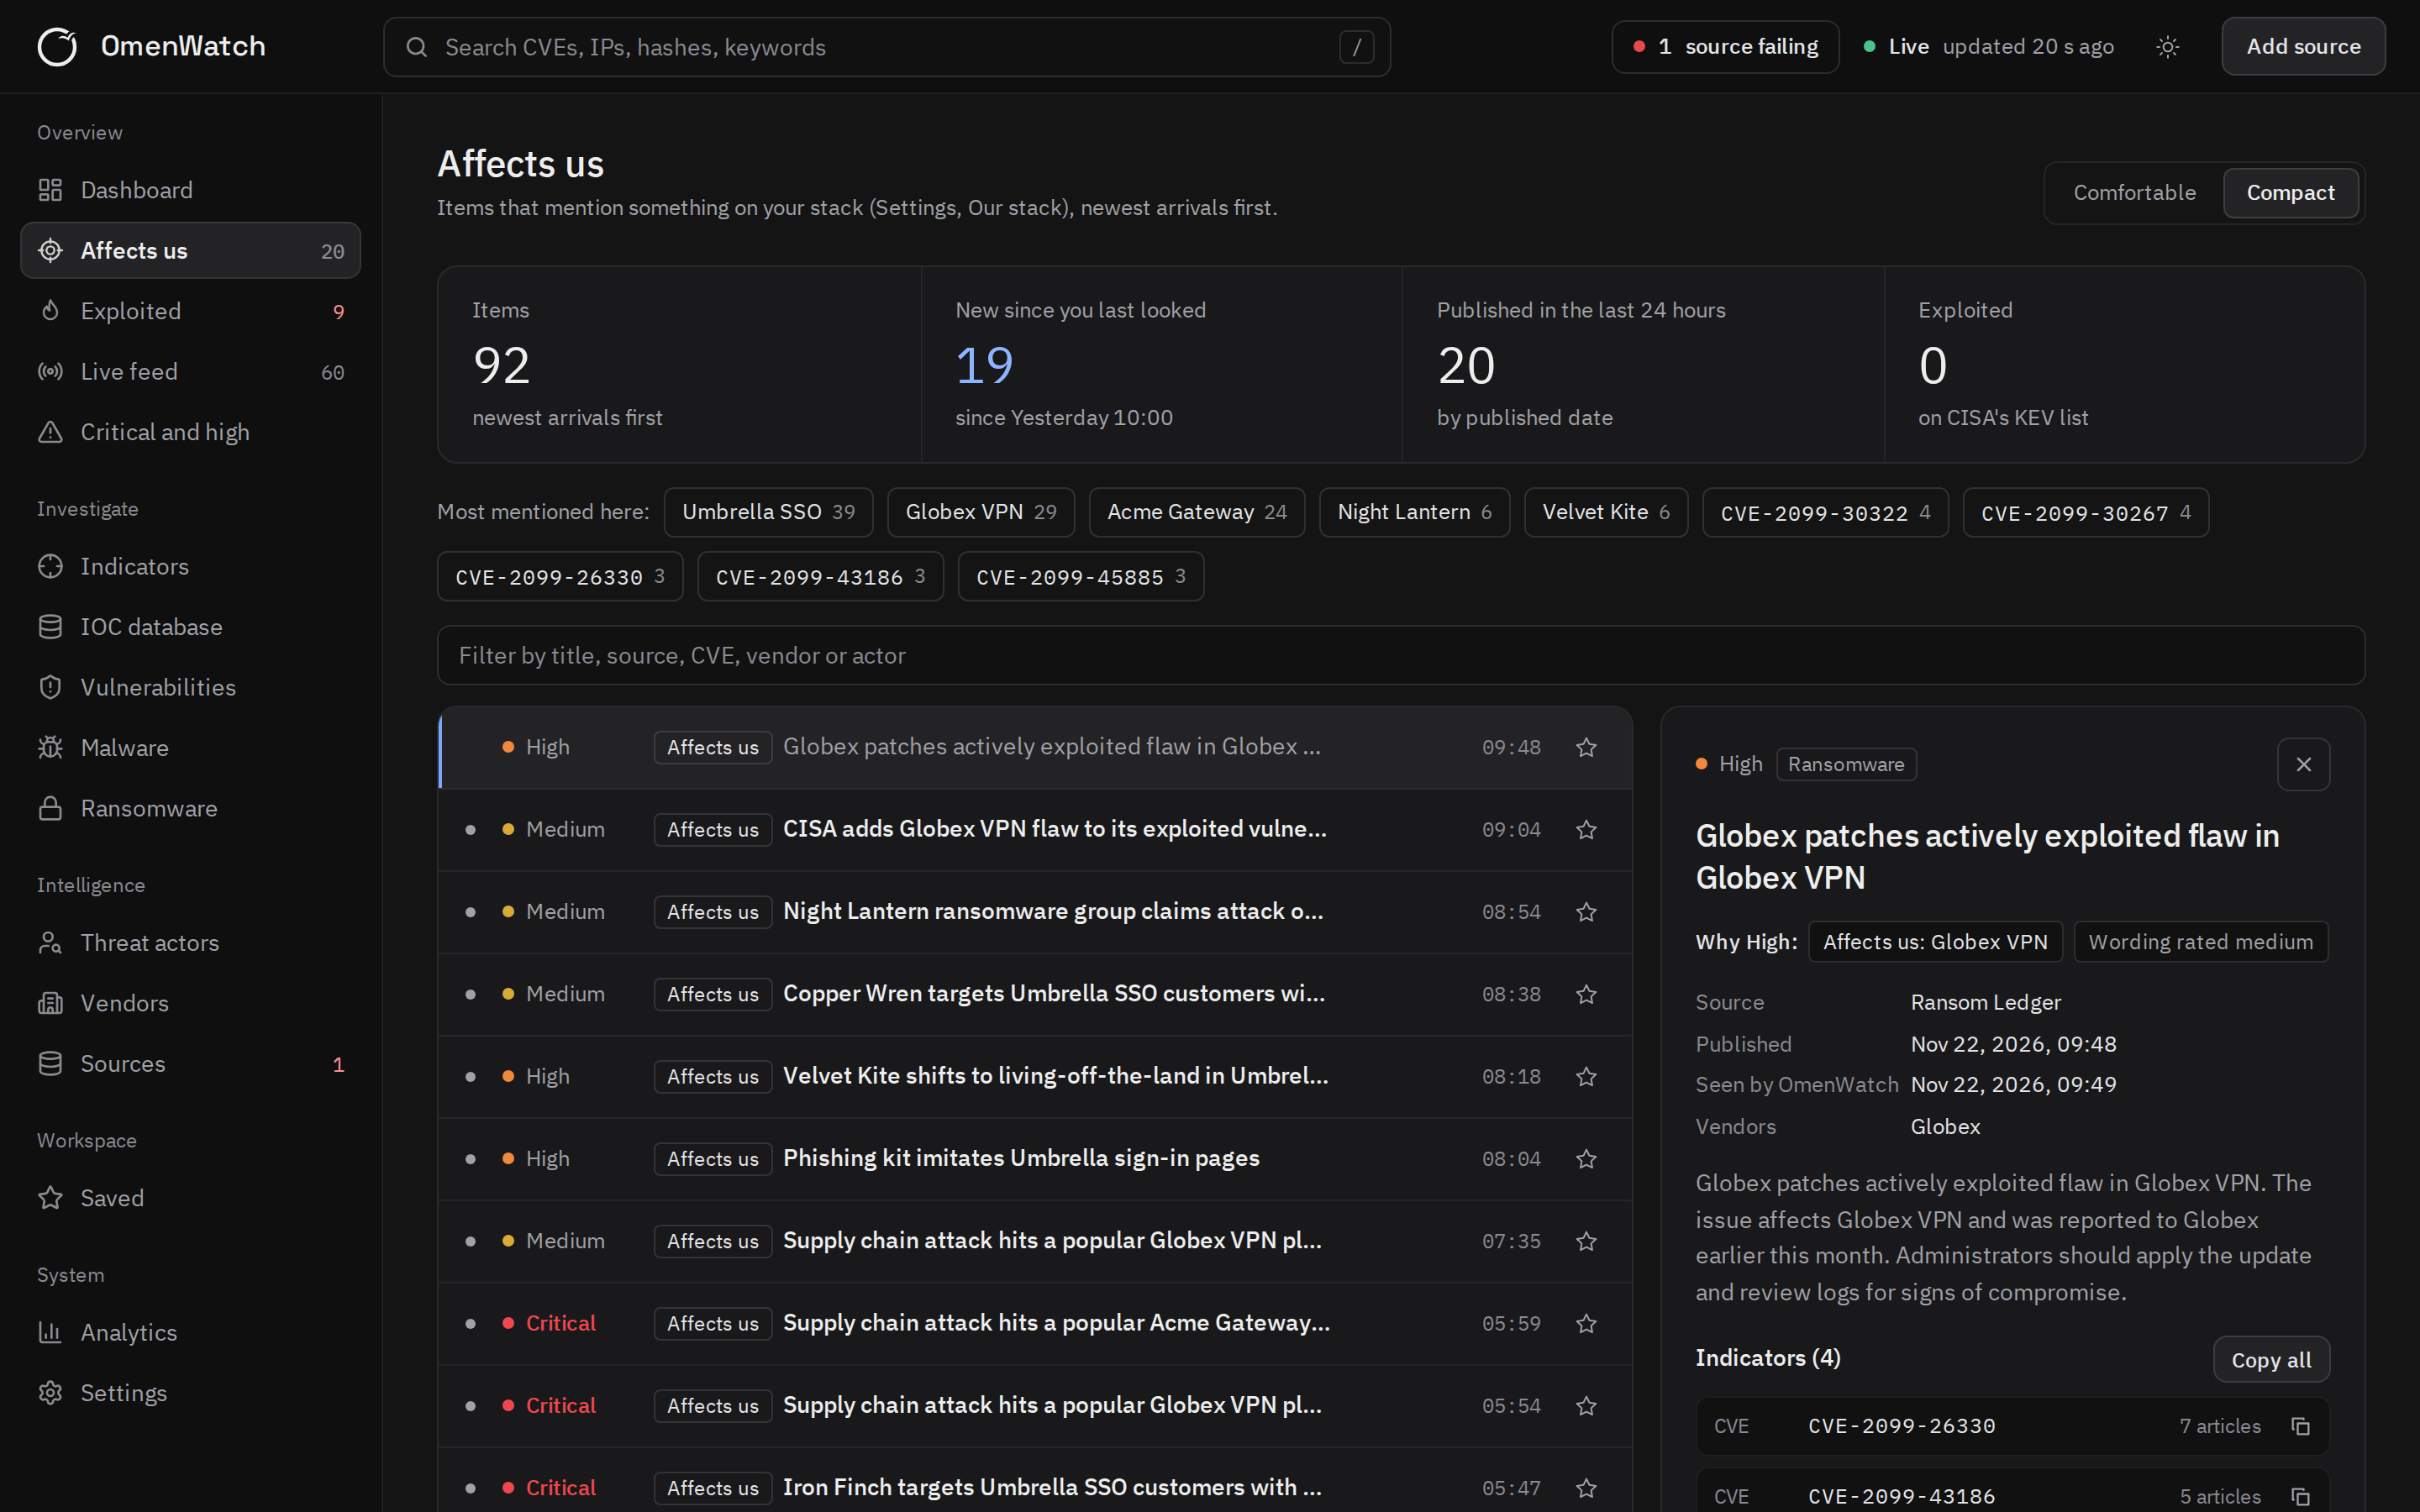 OmenWatch
Search CVEs, IPs, hashes, keywords
/
1 source failing
Live updated 20 s ago
Add source
Overview
Dashboard
Affects us 20
Exploited 9
Live feed 60
Critical and high
Investigate
Indicators
IOC database
Vulnerabilities
Malware
Ransomware
Intelligence
Threat actors
Vendors
Sources 1
Workspace
Saved
System
Analytics
Settings
Affects us
Items that mention something on your stack (Settings, Our stack), newest arrivals first.
Comfortable
Compact
Items
92
newest arrivals first
New since you last looked
19
since Yesterday 10:00
Published in the last 24 hours
20
by published date
Exploited
0
on CISA's KEV list
Most mentioned here: Umbrella SSO 39 Globex VPN 29 Acme Gateway 24 Night Lantern 6 Velvet Kite 6 CVE-2099-30322 4 CVE-2099-30267 4
CVE-2099-26330 3 CVE-2099-43186 3 CVE-2099-45885 3
Filter by title, source, CVE, vendor or actor
High Affects us Globex patches actively exploited flaw in Globex ... 09:48
Medium Affects us CISA adds Globex VPN flaw to its exploited vulne... 09:04
Medium Affects us Night Lantern ransomware group claims attack o... 08:54
Medium Affects us Copper Wren targets Umbrella SSO customers wi... 08:38
High Affects us Velvet Kite shifts to living-off-the-land in Umbrel... 08:18
High Affects us Phishing kit imitates Umbrella sign-in pages 08:04
Medium Affects us Supply chain attack hits a popular Globex VPN pl... 07:35
Critical Affects us Supply chain attack hits a popular Acme Gateway... 05:59
Critical Affects us Supply chain attack hits a popular Globex VPN pl... 05:54
Critical Affects us Iron Finch targets Umbrella SSO customers with ... 05:47
High Ransomware
Globex patches actively exploited flaw in
Globex VPN
Why High: Affects us: Globex VPN Wording rated medium
Source Ransom Ledger
Published Nov 22, 2026, 09:48
Seen by OmenWatch Nov 22, 2026, 09:49
Vendors Globex
Globex patches actively exploited flaw in Globex VPN. The
issue affects Globex VPN and was reported to Globex
earlier this month. Administrators should apply the update
and review logs for signs of compromise.
Indicators (4)
Copy all
CVE CVE-2099-26330 7 articles
CVE CVE-2099-43186 5 articles